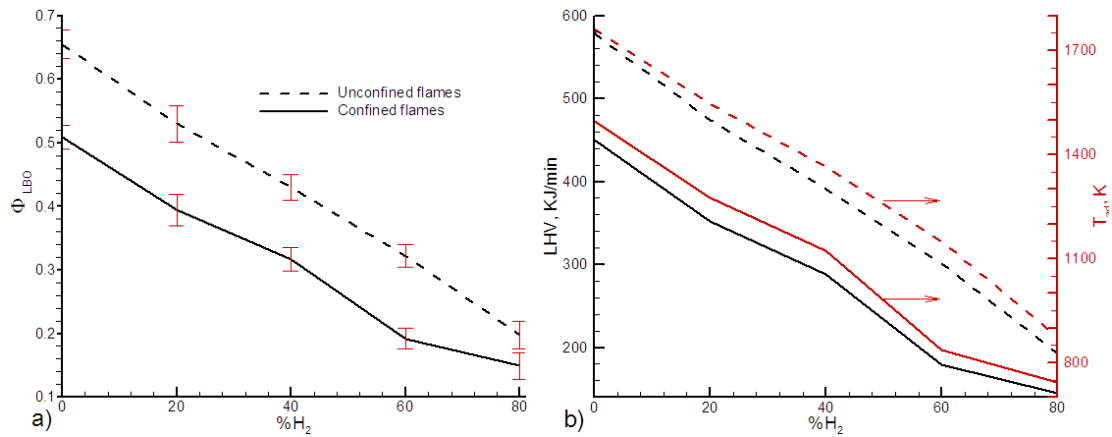 0.7
0.6
0.5
0.4
0.3
0.2
0.1
Φ LBO
Unconfined flames
Confined flames
0 20 40 60 80
%H2
a)
600
500
400
300
200
LHV, KJ/min
1700
1400
1100
800
Tad, K
0 20 40 60 80
%H2
b)